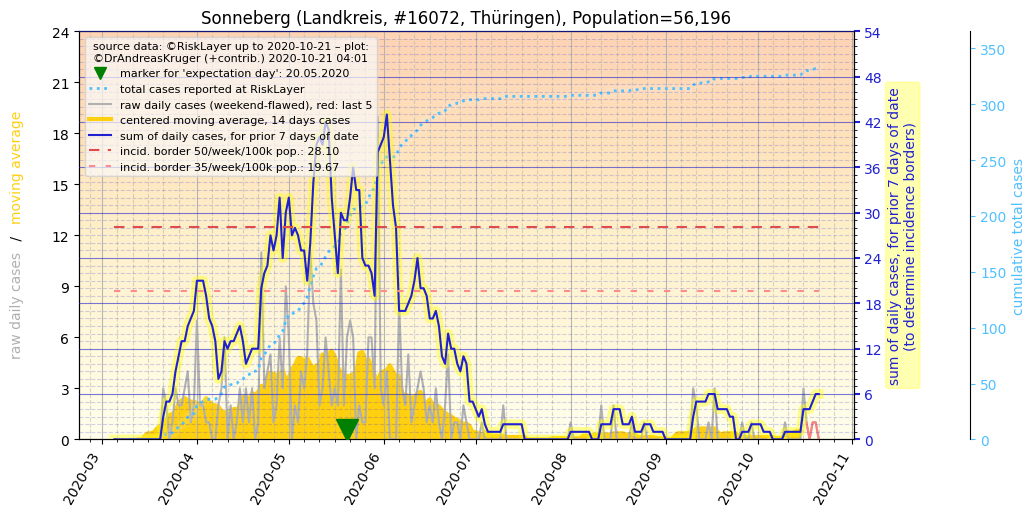 Sonneberg (Landkreis, #16072, Thüringen), Population=56,196
source data: ©RiskLayer up to 2020-10-21 – plot:
©DrAndreasKruger (+contrib.) 2020-10-21 04:01
marker for 'expectation day': 20.05.2020
total cases reported at RiskLayer
raw daily cases (weekend-flawed), red: last 5
centered moving average, 14 days cases
sum of daily cases, for prior 7 days of date
incid. border 50/week/100k pop.: 28.10
incid. border 35/week/100k pop.: 19.67
raw daily cases / moving average
24
21
18
15
12
9
6
3
0
2020-03
2020-04
2020-05
2020-06
2020-07
2020-08
2020-09
2020-10
2020-11
54
48
42
36
30
24
18
12
6
0
sum of daily cases, for prior 7 days of date
(to determine incidence borders)
350
300
250
200
150
100
50
0
cumulative total cases